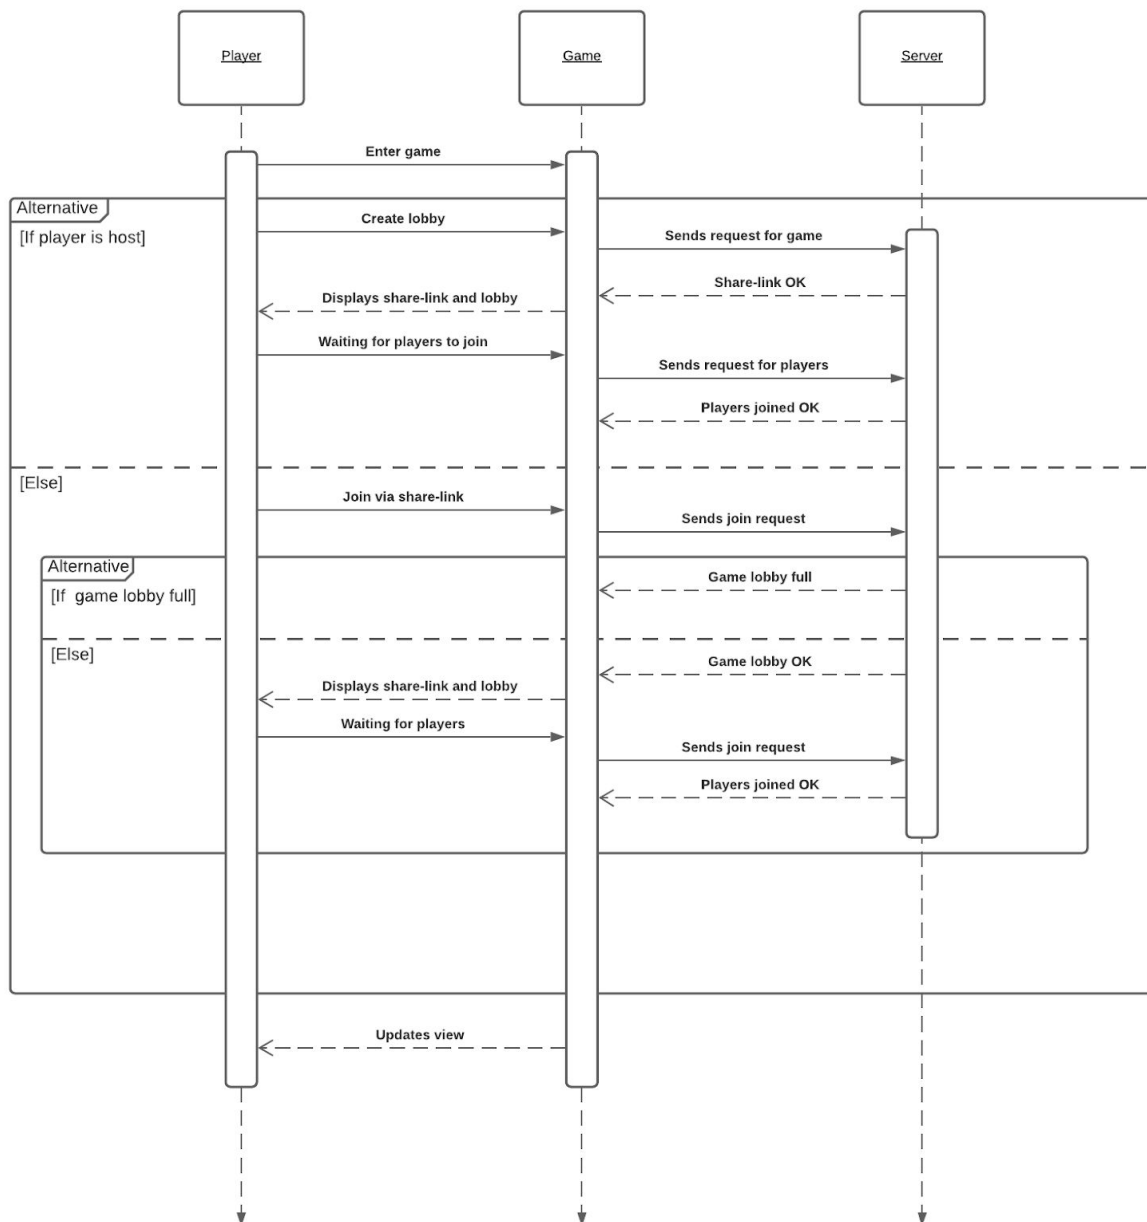 Player
Game
Server
Enter game
Alternative
[If player is host]
Create lobby
Sends request for game
Share-link OK
Displays share-link and lobby
Waiting for players to join
Sends request for players
Players joined OK
[Else]
Join via share-link
Sends join request
Alternative
[If  game lobby full]
Game lobby full
[Else]
Game lobby OK
Displays share-link and lobby
Waiting for players
Sends join request
Players joined OK
Updates view